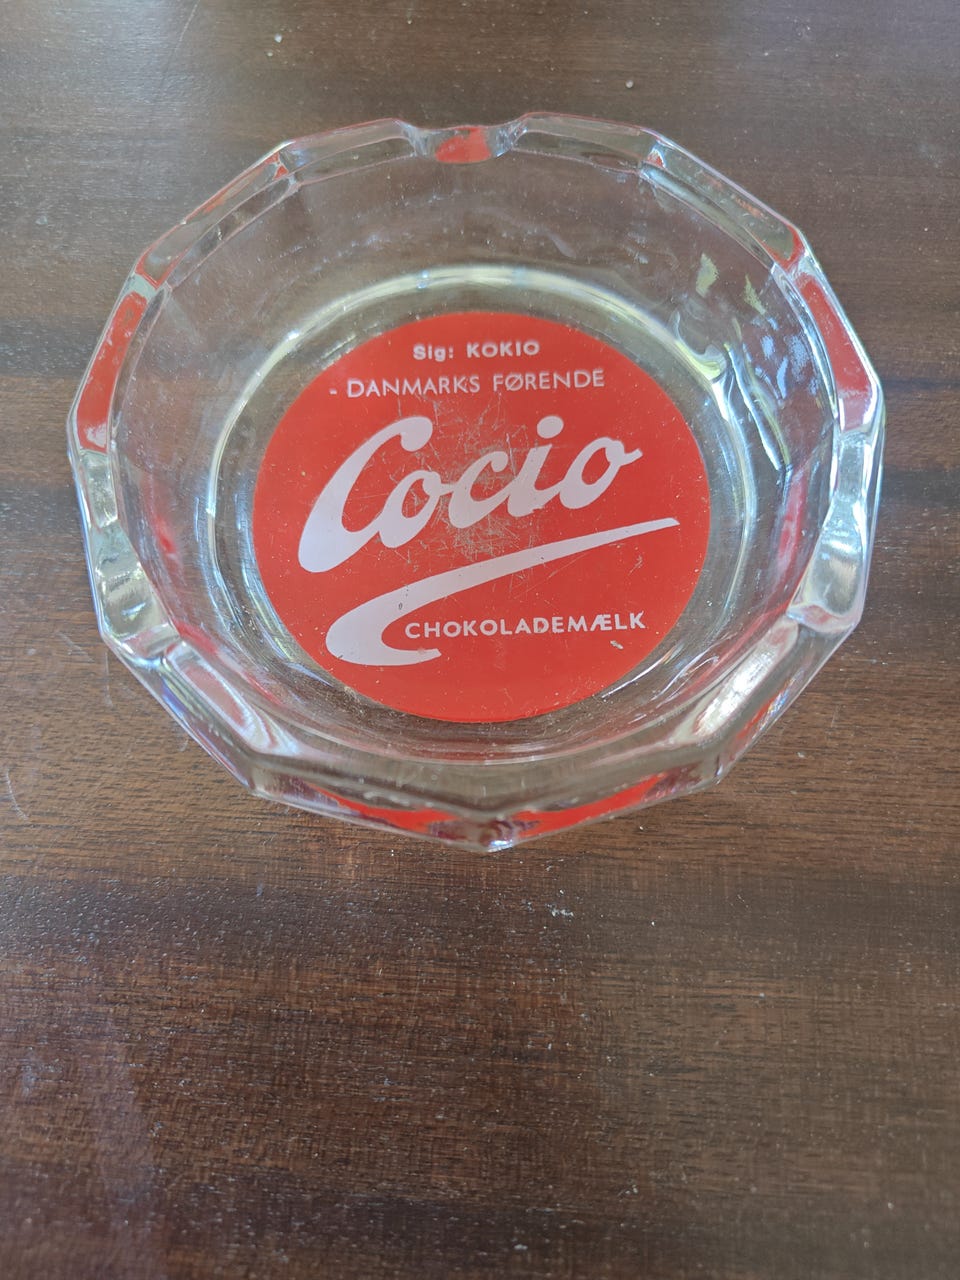 Sig: KOKIO
- DANMARKS FØRENDE
Cocio
CHOKOLADEMÆLK